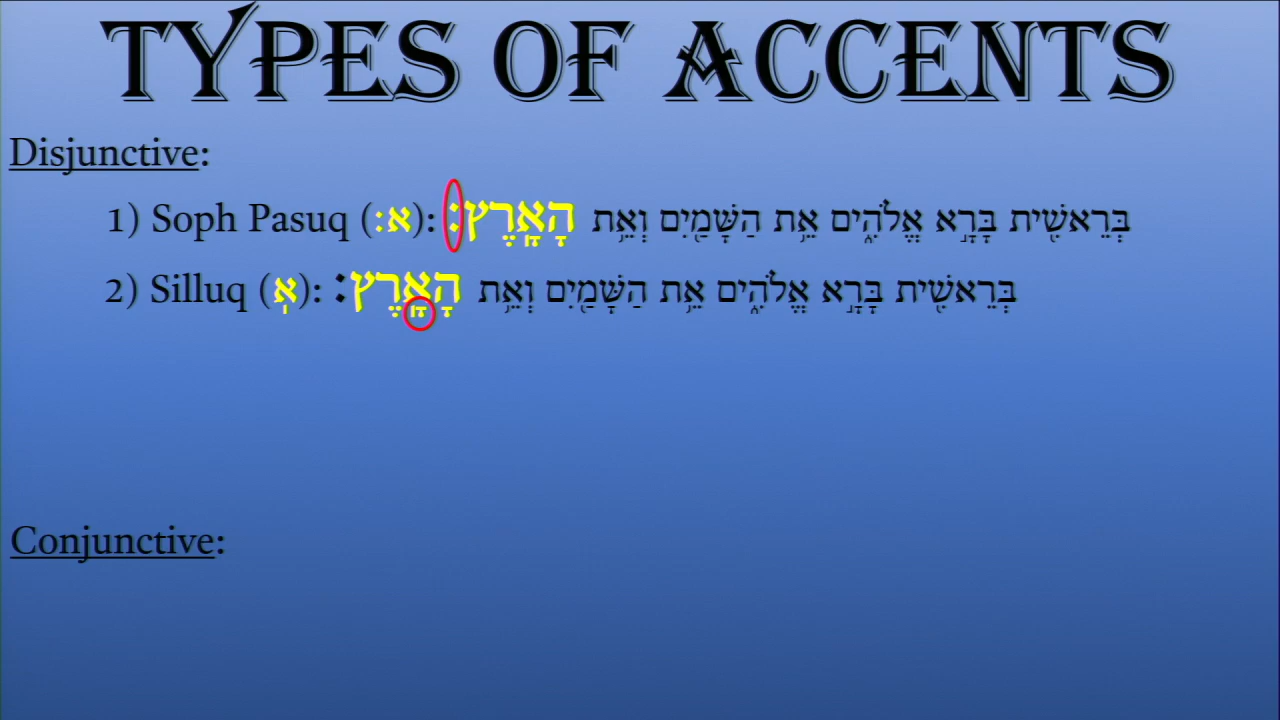 TYPES OF ACCENTS
Disjunctive:
1) Soph Pasuq (א׃): בְּרֵאשִׁ֖ית בָּרָ֣א אֱלֹהִ֑ים אֵ֥ת הַשָּׁמַ֖יִם וְאֵ֥ת הָאָֽרֶץ׃
2) Silluq (אֽ): בְּרֵאשִׁ֖ית בָּרָ֣א אֱלֹהִ֑ים אֵ֥ת הַשָּׁמַ֖יִם וְאֵ֥ת הָאָֽרֶץ׃
Conjunctive: